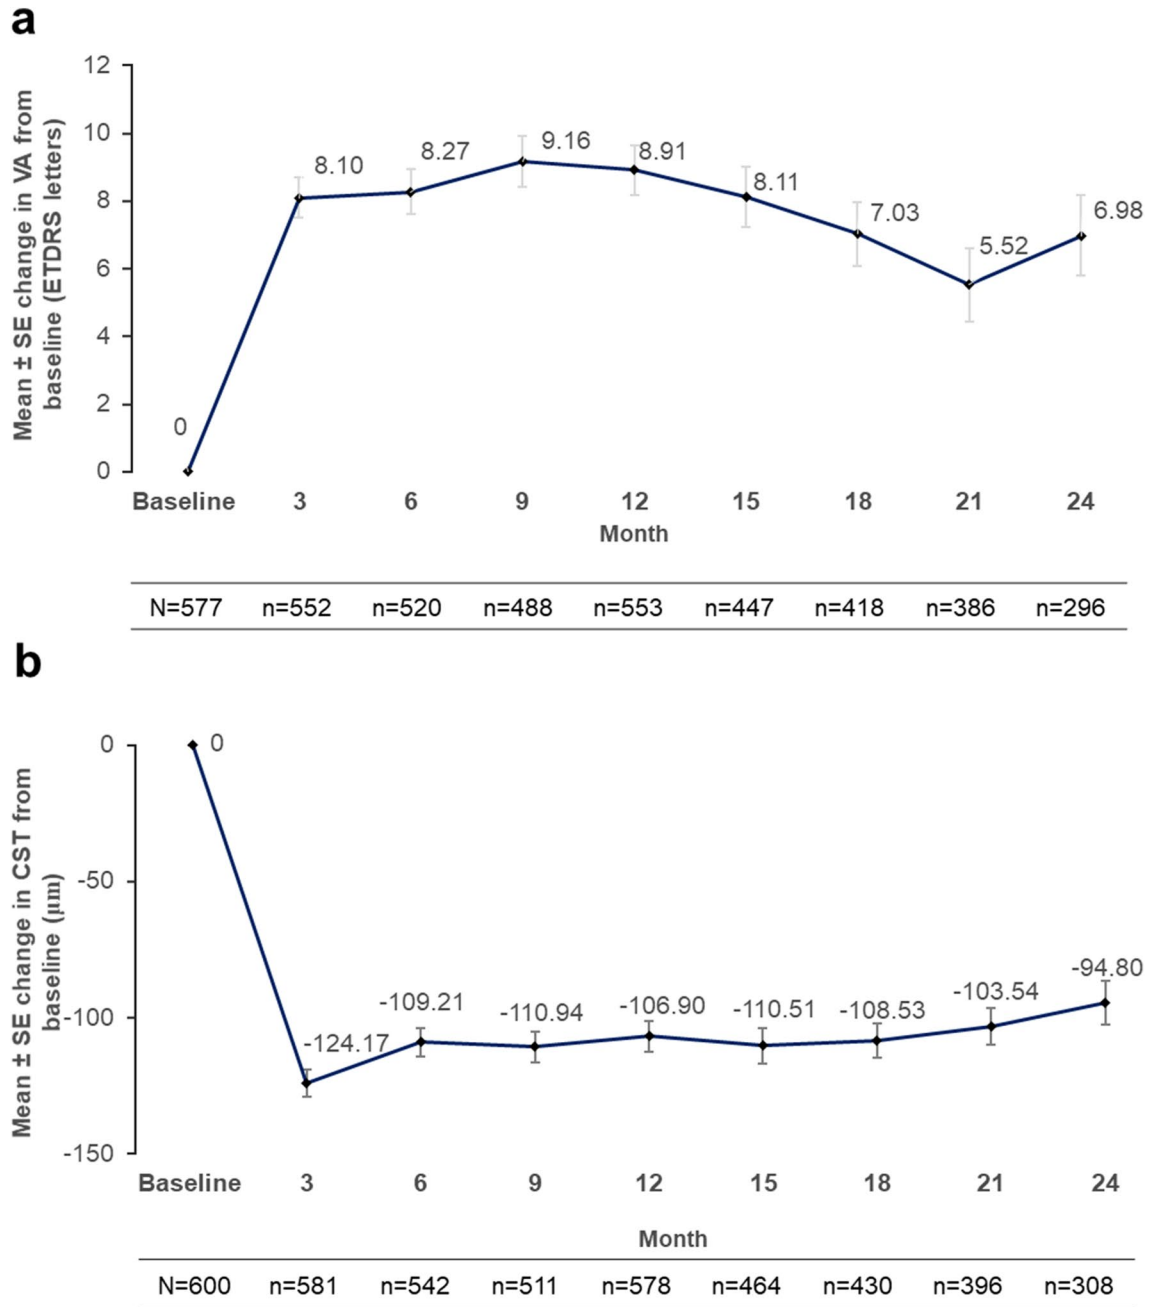 a
Mean ± SE change in VA from
baseline (ETDRS letters)
12
10
8
6
4
2
0
0
8.10
8.27
9.16
8.91
8.11
7.03
5.52
6.98
Baseline 3 6 9 12 15 18 21 24
Month
N=577 n=552 n=520 n=488 n=553 n=447 n=418 n=386 n=296
b
Mean ± SE change in CST from
baseline (μm)
0
-50
-100
-150
0
-124.17
-109.21
-110.94
-106.90
-110.51
-108.53
-103.54
-94.80
Baseline 3 6 9 12 15 18 21 24
Month
N=600 n=581 n=542 n=511 n=578 n=464 n=430 n=396 n=308